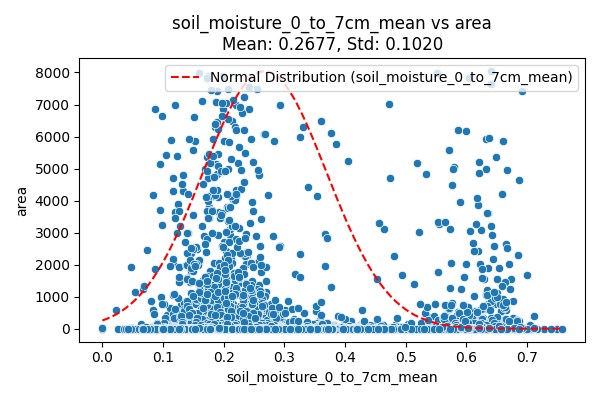 soil_moisture_0_to_7cm_mean vs area
Mean: 0.2677, Std: 0.1020
Normal Distribution (soil_moisture_0_to_7cm_mean)
8000
7000
6000
5000
4000
3000
2000
1000
0
area
0.0 0.1 0.2 0.3 0.4 0.5 0.6 0.7
soil_moisture_0_to_7cm_mean